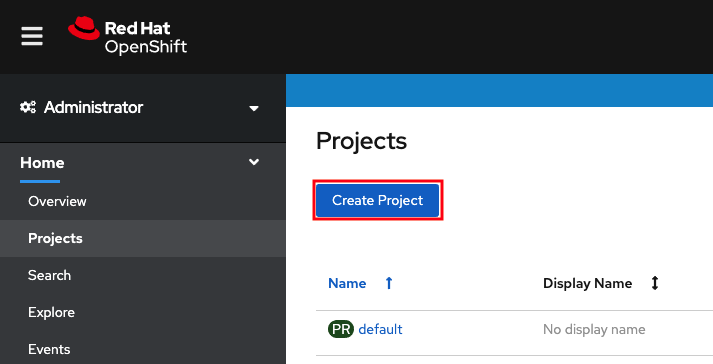 Red Hat
OpenShift
Administrator
Home
Overview
Projects
Search
Explore
Events
Projects
Create Project
Name
Display Name
PR default
No display name